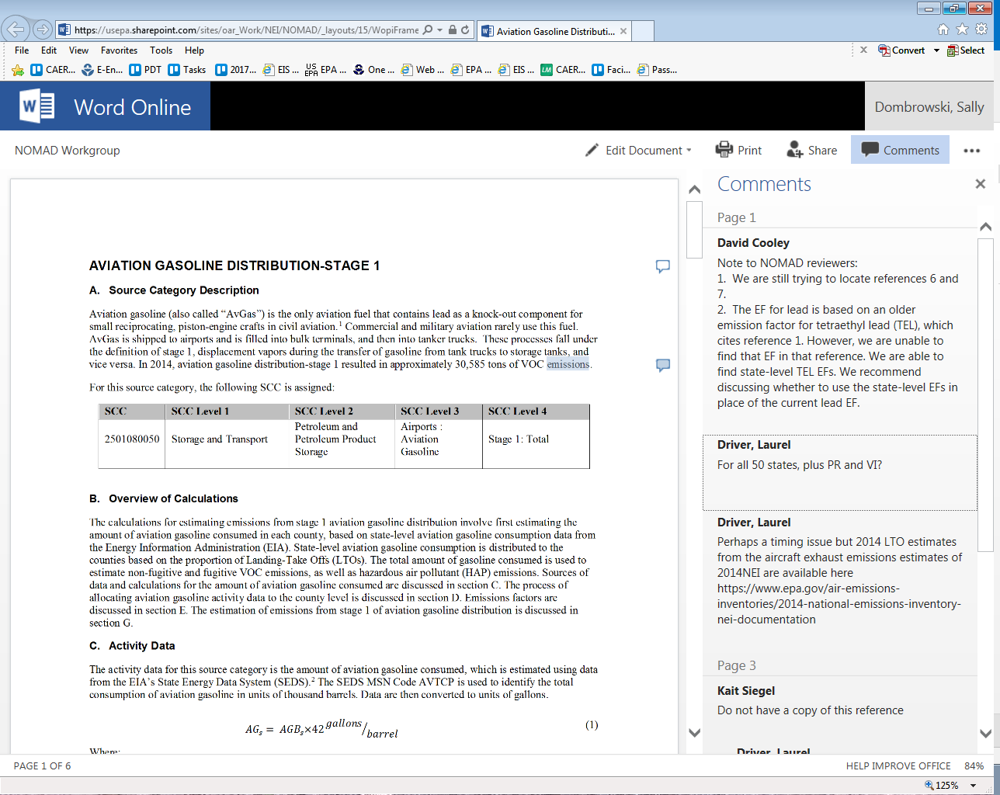 https://usepa.sharepoint.com/sites/oar_Work/NEI/NOMAD/_layouts/15/WopiFrame
Aviation Gasoline Distributi...
File Edit View Favorites Tools Help
Convert Select
CAER... E-En... PDT Tasks 2017... EIS ... US EPA EPA ... One ... Web ... EPA ... EIS ... LM CAER... Faci... Pass...
Word Online
Dombrowski, Sally
NOMAD Workgroup
Edit Document Print Share Comments
AVIATION GASOLINE DISTRIBUTION-STAGE 1
A. Source Category Description
Aviation gasoline (also called “AvGas”) is the only aviation fuel that contains lead as a knock-out component for
small reciprocating, piston-engine crafts in civil aviation.1 Commercial and military aviation rarely use this fuel.
AvGas is shipped to airports and is filled into bulk terminals, and then into tanker trucks. These processes fall under
the definition of stage 1, displacement vapors during the transfer of gasoline from tank trucks to storage tanks, and
vice versa. In 2014, aviation gasoline distribution-stage 1 resulted in approximately 30,585 tons of VOC emissions.
For this source category, the following SCC is assigned:
SCC SCC Level 1 SCC Level 2 SCC Level 3 SCC Level 4
2501080050 Storage and Transport Petroleum and Petroleum Product Storage Airports : Aviation Gasoline Stage 1: Total
B. Overview of Calculations
The calculations for estimating emissions from stage 1 aviation gasoline distribution involve first estimating the
amount of aviation gasoline consumed in each county, based on state-level aviation gasoline consumption data from
the Energy Information Administration (EIA). State-level aviation gasoline consumption is distributed to the
counties based on the proportion of Landing-Take Offs (LTOs). The total amount of gasoline consumed is used to
estimate non-fugitive and fugitive VOC emissions, as well as hazardous air pollutant (HAP) emissions. Sources of
data and calculations for the amount of aviation gasoline consumed are discussed in section C. The process of
allocating aviation gasoline activity data to the county level is discussed in section D. Emissions factors are
discussed in section E. The estimation of emissions from stage 1 of aviation gasoline distribution is discussed in
section G.
C. Activity Data
The activity data for this source category is the amount of aviation gasoline consumed, which is estimated using data
from the EIA’s State Energy Data System (SEDS).2 The SEDS MSN Code AVTCP is used to identify the total
consumption of aviation gasoline in units of thousand barrels. Data are then converted to units of gallons.
AGs = AGBs×42 gallons/barrel (1)
Where:
Comments
Page 1
David Cooley
Note to NOMAD reviewers:
1. We are still trying to locate references 6 and
7.
2. The EF for lead is based on an older
emission factor for tetraethyl lead (TEL), which
cites reference 1. However, we are unable to
find that EF in that reference. We are able to
find state-level TEL EFs. We recommend
discussing whether to use the state-level EFs in
place of the current lead EF.
Driver, Laurel
For all 50 states, plus PR and VI?
Driver, Laurel
Perhaps a timing issue but 2014 LTO estimates
from the aircraft exhaust emissions estimates of
2014NEI are available here
https://www.epa.gov/air-emissions-
inventories/2014-national-emissions-inventory-
nei-documentation
Page 3
Kait Siegel
Do not have a copy of this reference
Driver, Laurel
PAGE 1 OF 6
HELP IMPROVE OFFICE 84%
125%